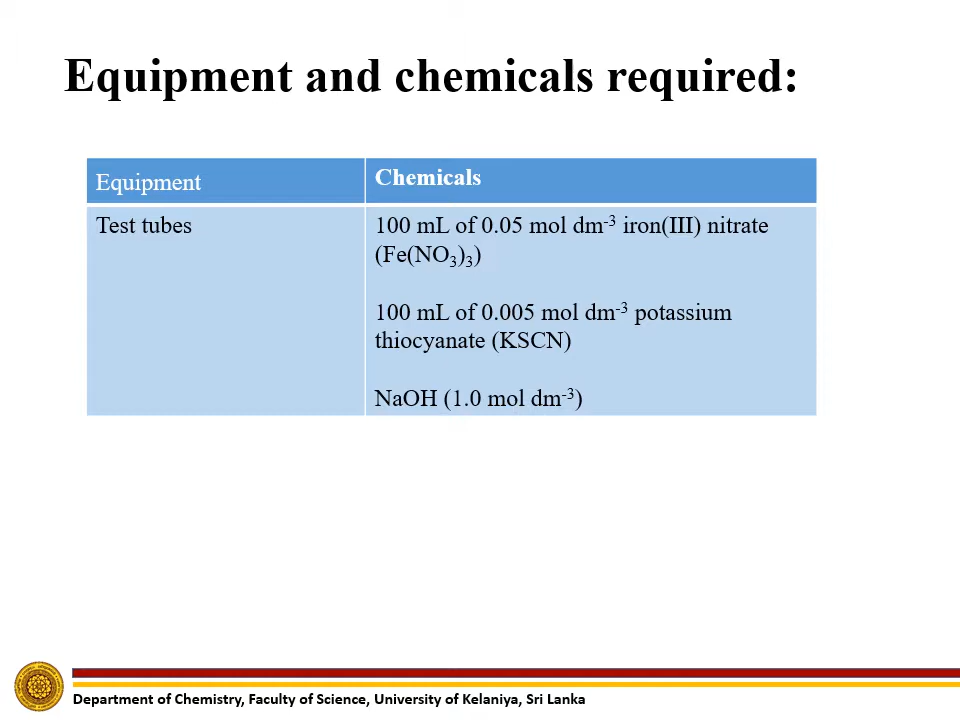 Equipment and chemicals required:
Equipment
Chemicals
Test tubes
100 mL of 0.05 mol dm⁻³ iron(III) nitrate
(Fe(NO₃)₃)
100 mL of 0.005 mol dm⁻³ potassium
thiocyanate (KSCN)
NaOH (1.0 mol dm⁻³)
Department of Chemistry, Faculty of Science, University of Kelaniya, Sri Lanka